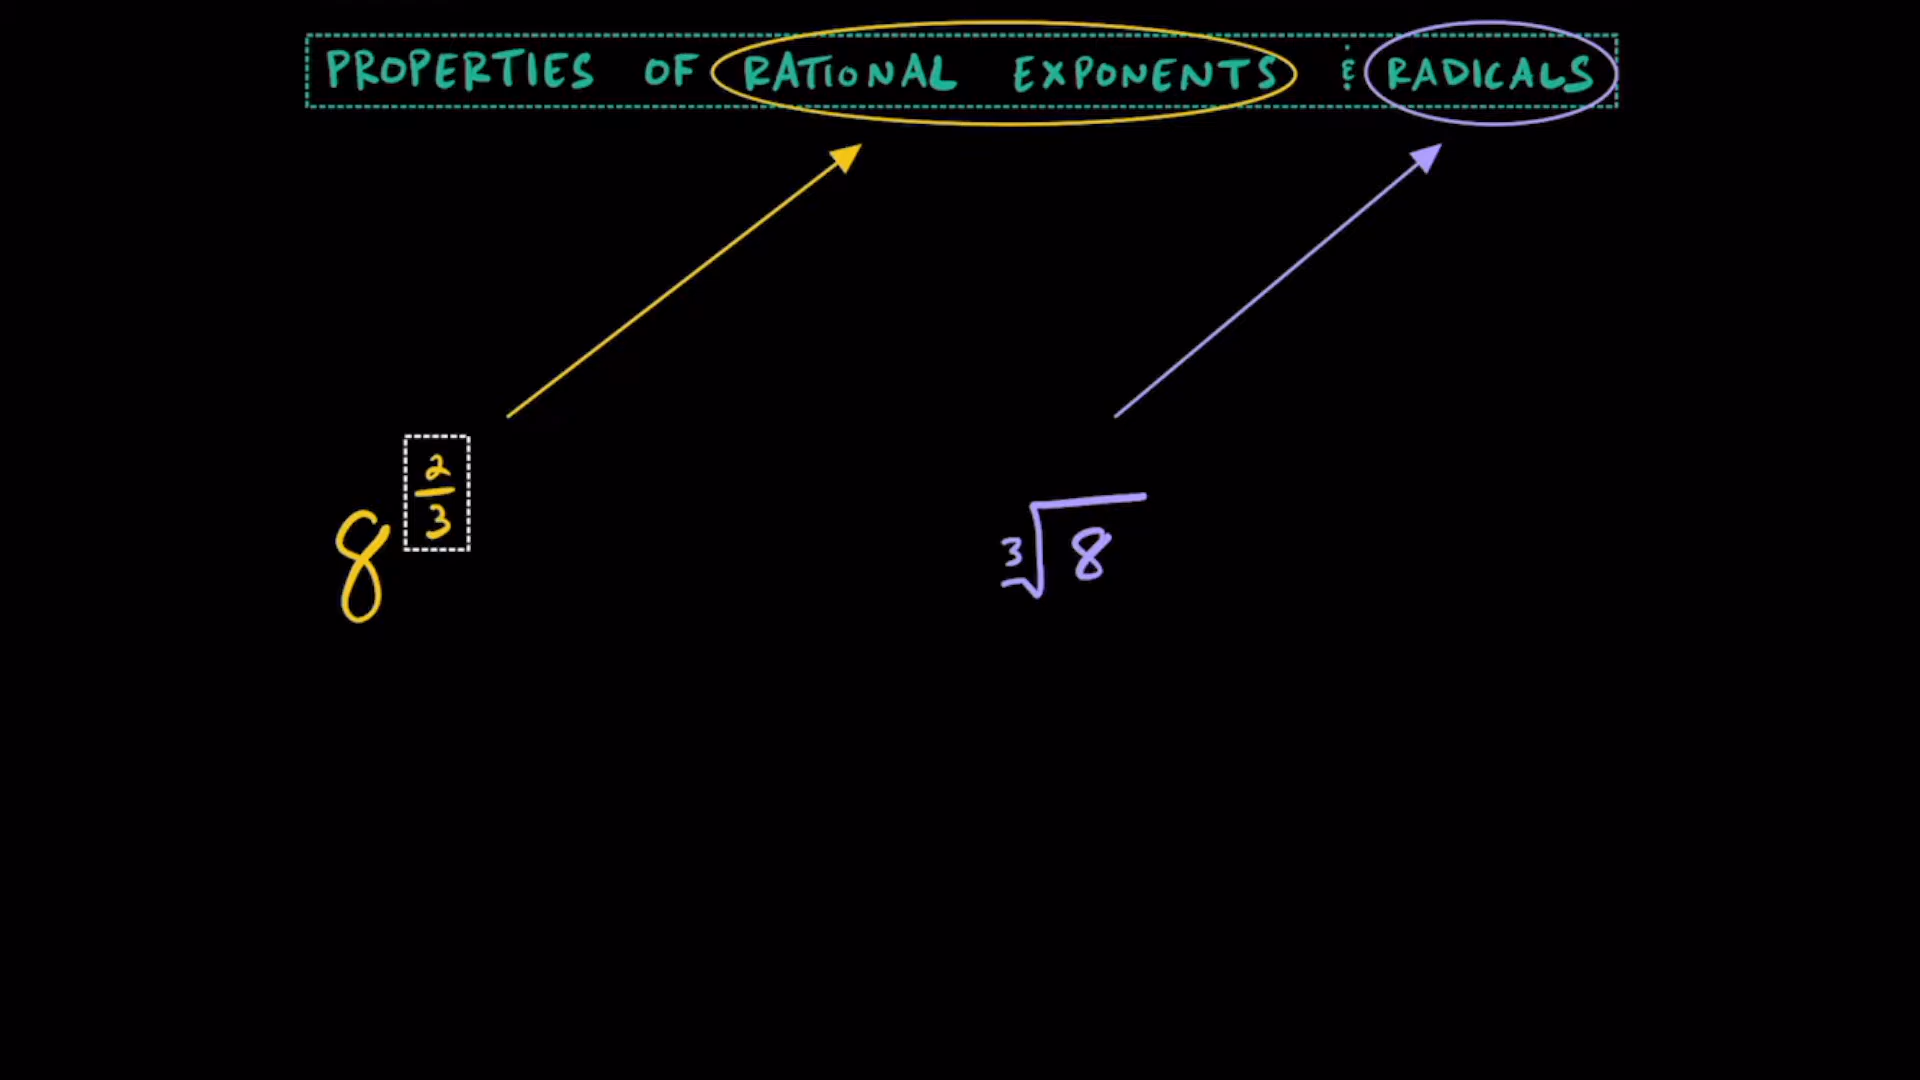 PROPERTIES OF RATIONAL EXPONENTS & RADICALS
8^(2/3)
∛8